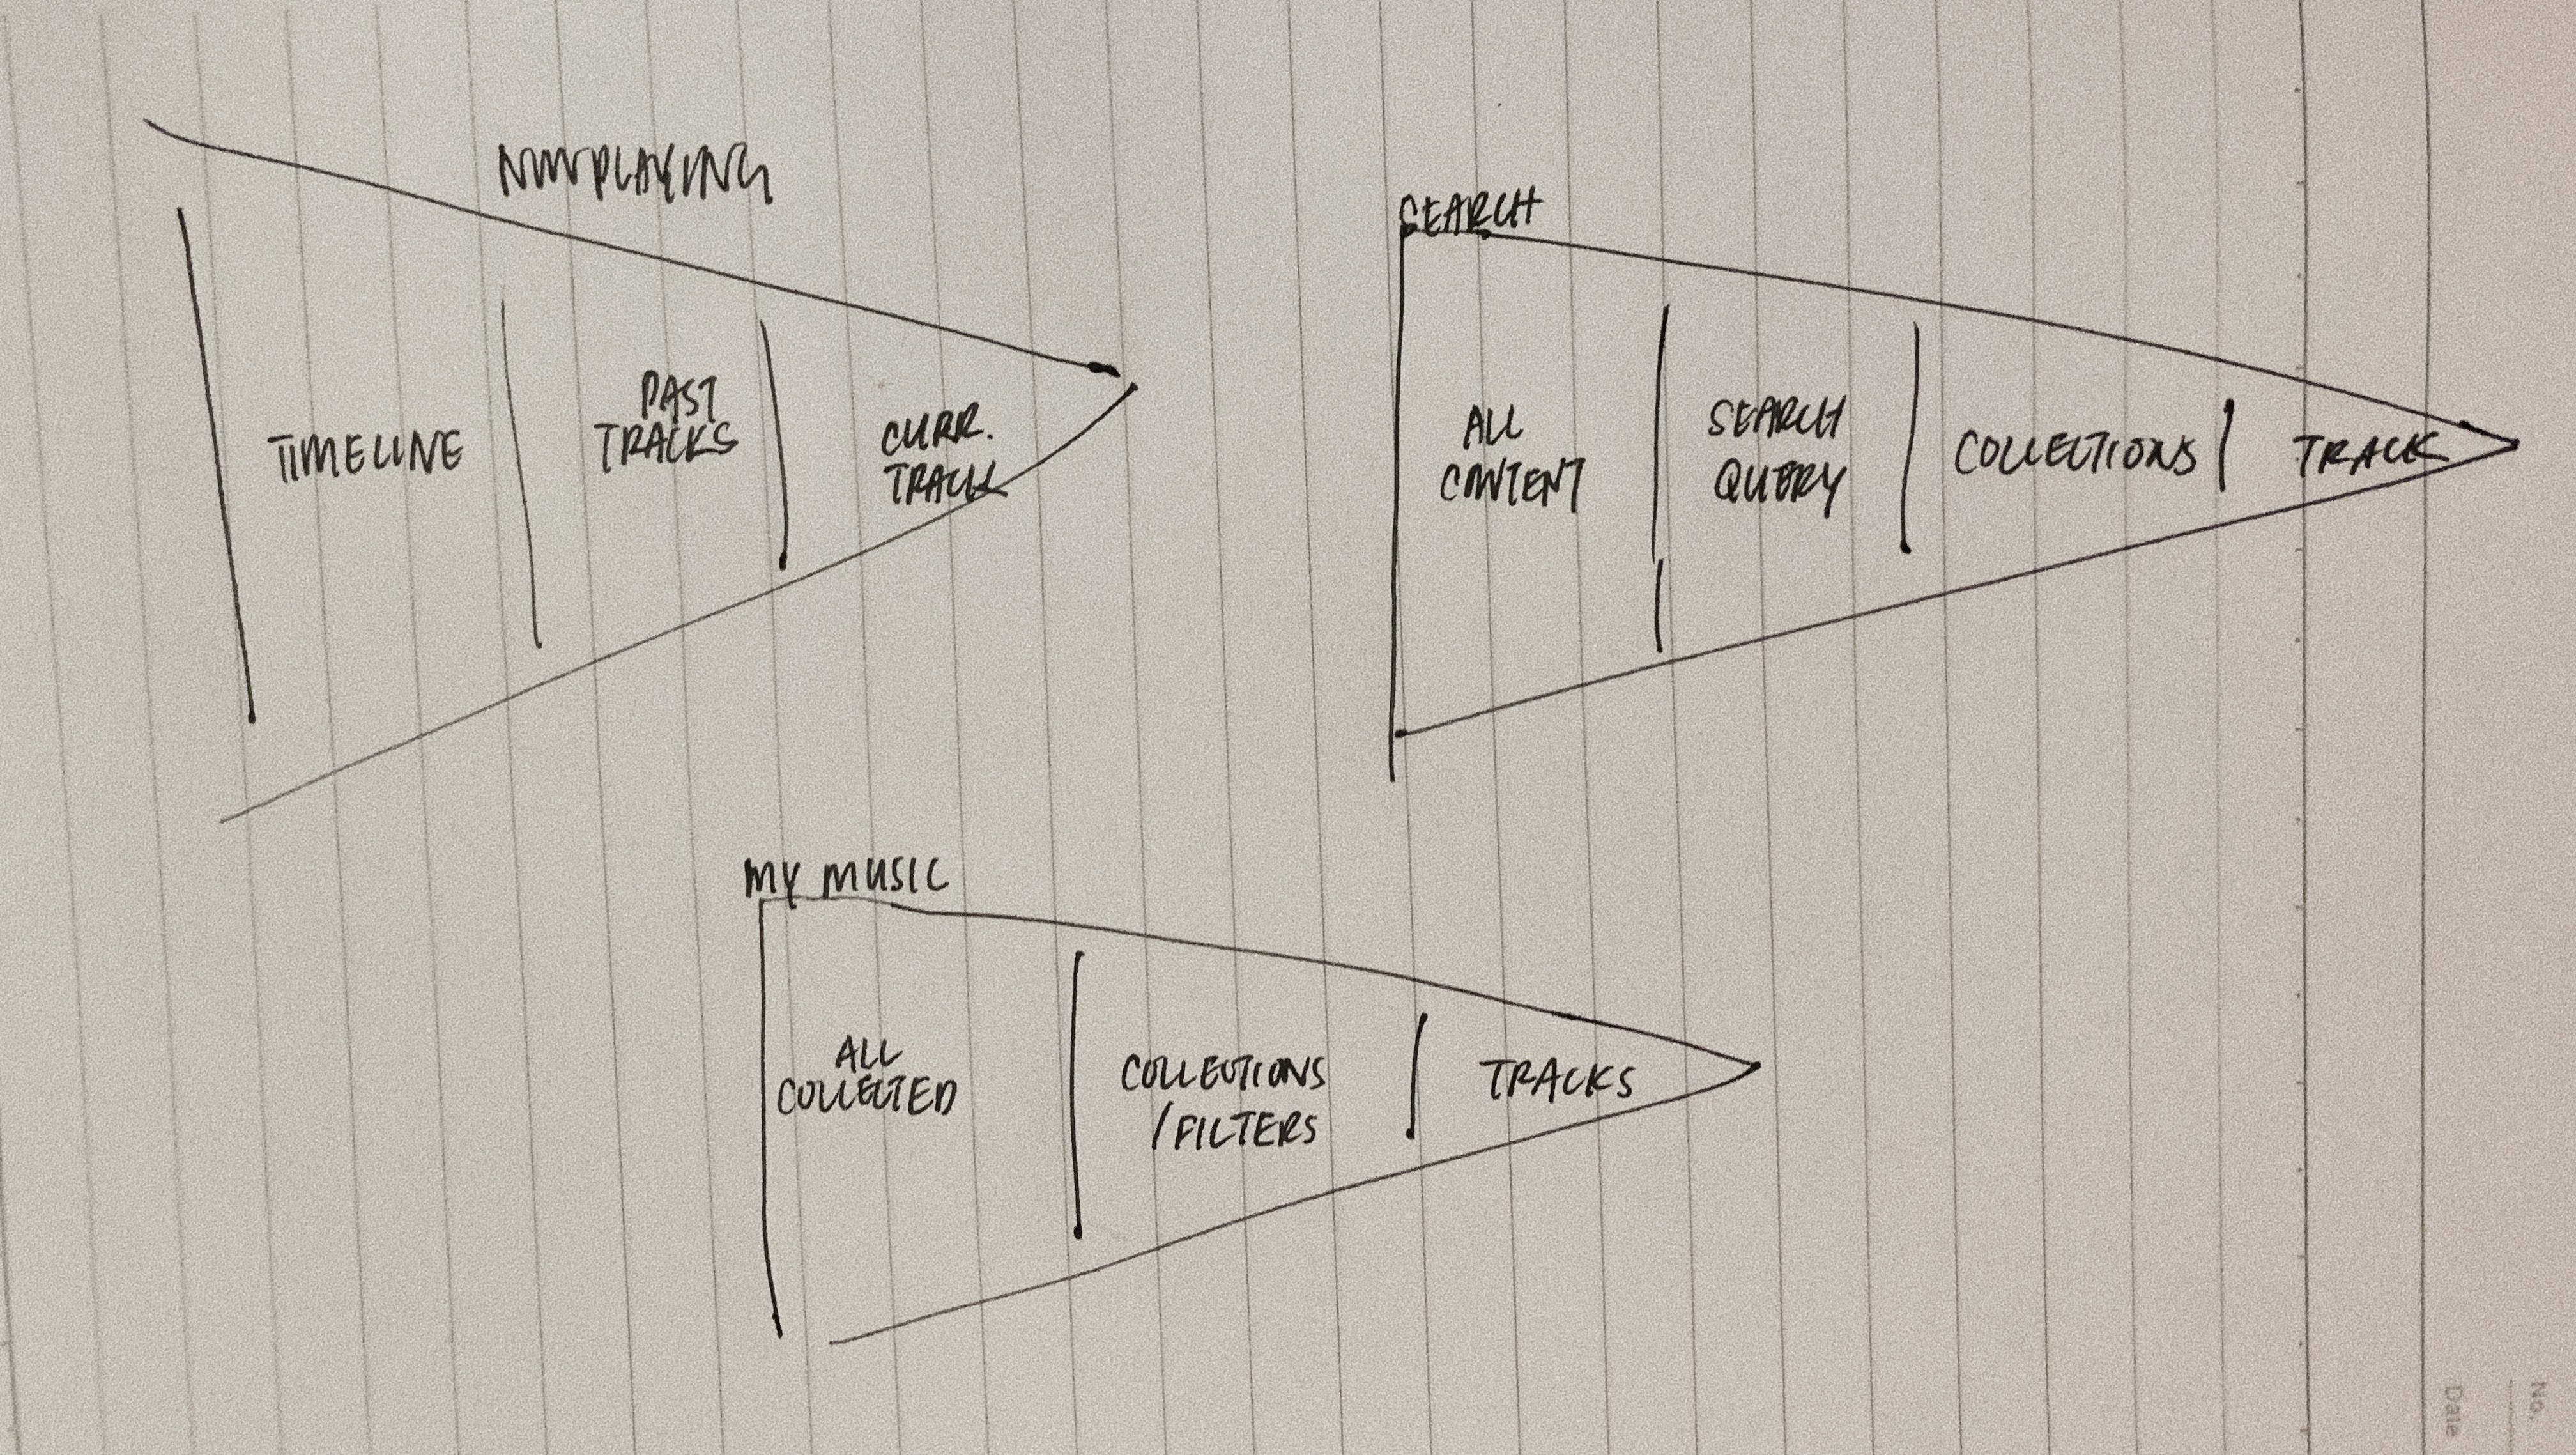 NOWPLAYING
TIMELINE
PAST
TRACKS
CURR.
TRACK
SEARCH
ALL
CONTENT
SEARCH
QUERY
COLLECTIONS
TRACK
MY MUSIC
ALL
COLLECTED
COLLECTIONS
/FILTERS
TRACKS
No.
Date